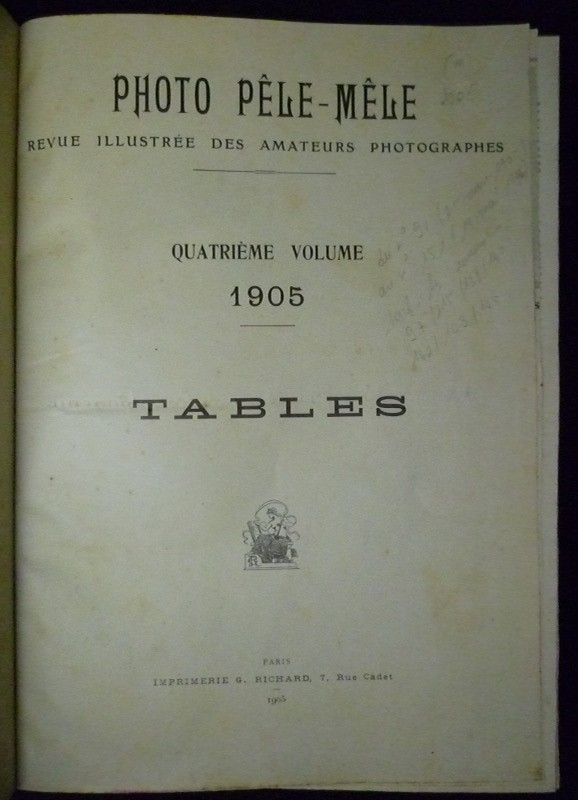 PHOTO PÊLE-MÊLE
REVUE ILLUSTRÉE DES AMATEURS PHOTOGRAPHES
QUATRIÈME VOLUME
1905
TABLES
R
PARIS
IMPRIMERIE G. RICHARD, 7, Rue Cadet
1905